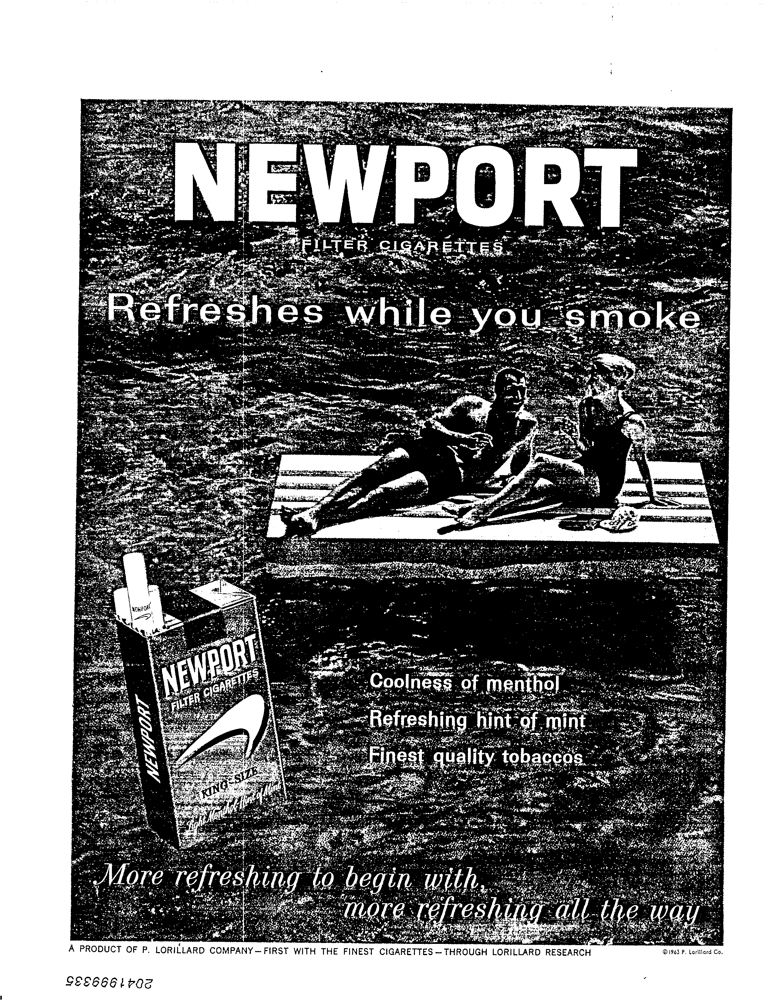 NEWPORT
FILTER CIGARETTES
Refreshes while you smoke
NEWPORT
NEWPORT
FILTER CIGARETTES
NEWPORT
KING-SIZE
Coolness of menthol
Refreshing hint of mint
Finest quality tobaccos
More refreshing to begin with,
more refreshing all the way
A PRODUCT OF P. LORILLARD COMPANY—FIRST WITH THE FINEST CIGARETTES—THROUGH LORILLARD RESEARCH
©1963 P. Lorillard Co.
2041999335